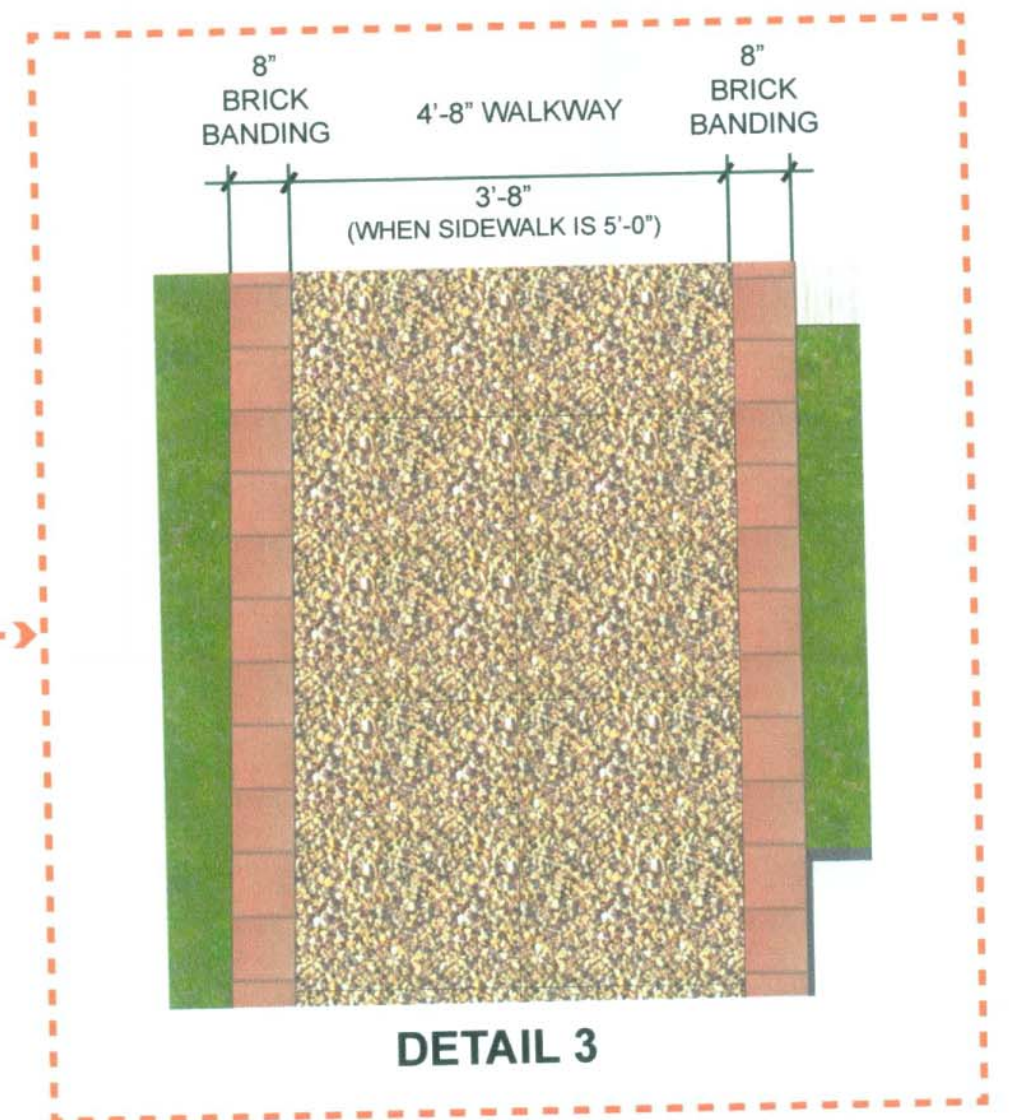 8”
BRICK
BANDING
4’-8” WALKWAY
8”
BRICK
BANDING
3’-8”
(WHEN SIDEWALK IS 5’-0”)
DETAIL 3